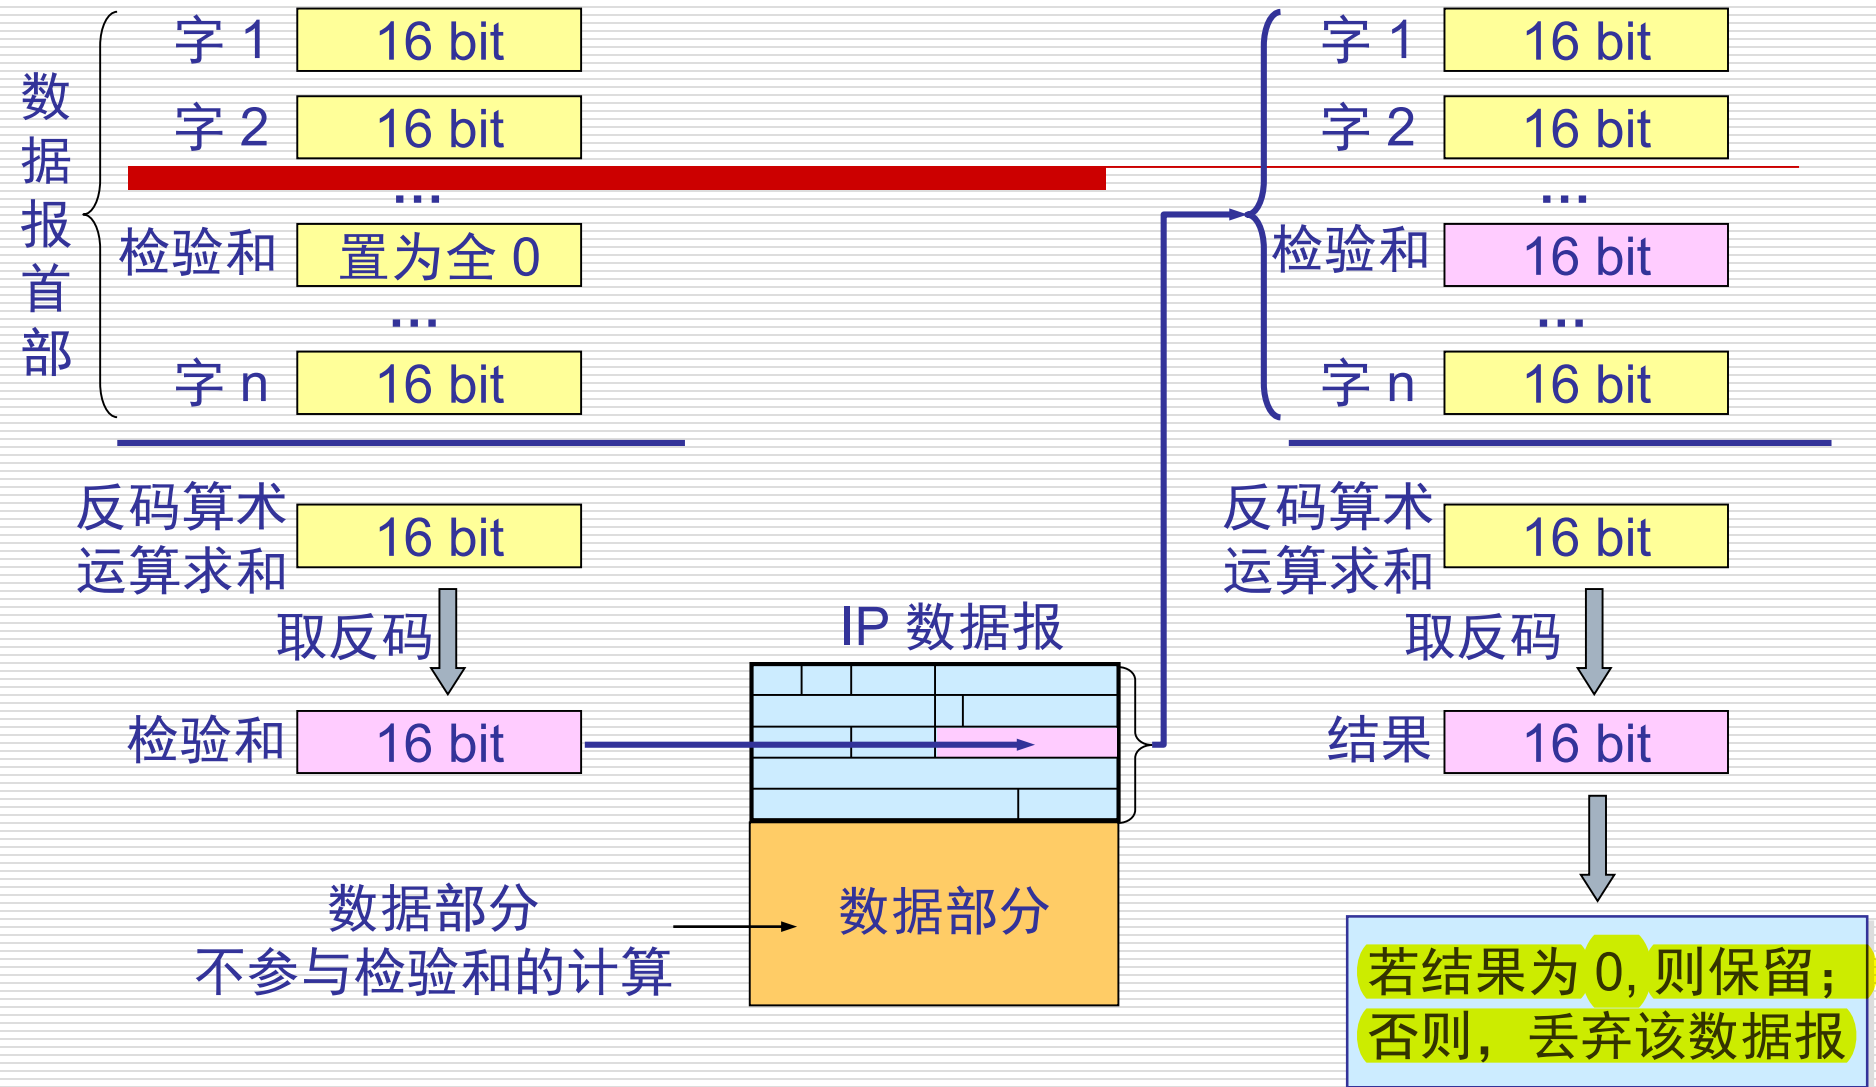 数据报首部
字 1 16 bit
字 2 16 bit
...
检验和 置为全 0
...
字 n 16 bit
反码算术
运算求和
16 bit
取反码
检验和 16 bit
数据部分
不参与检验和的计算
IP 数据报
数据部分
字 1 16 bit
字 2 16 bit
...
检验和 16 bit
...
字 n 16 bit
反码算术
运算求和
16 bit
取反码
结果 16 bit
若结果为 0, 则保留；
否则，丢弃该数据报